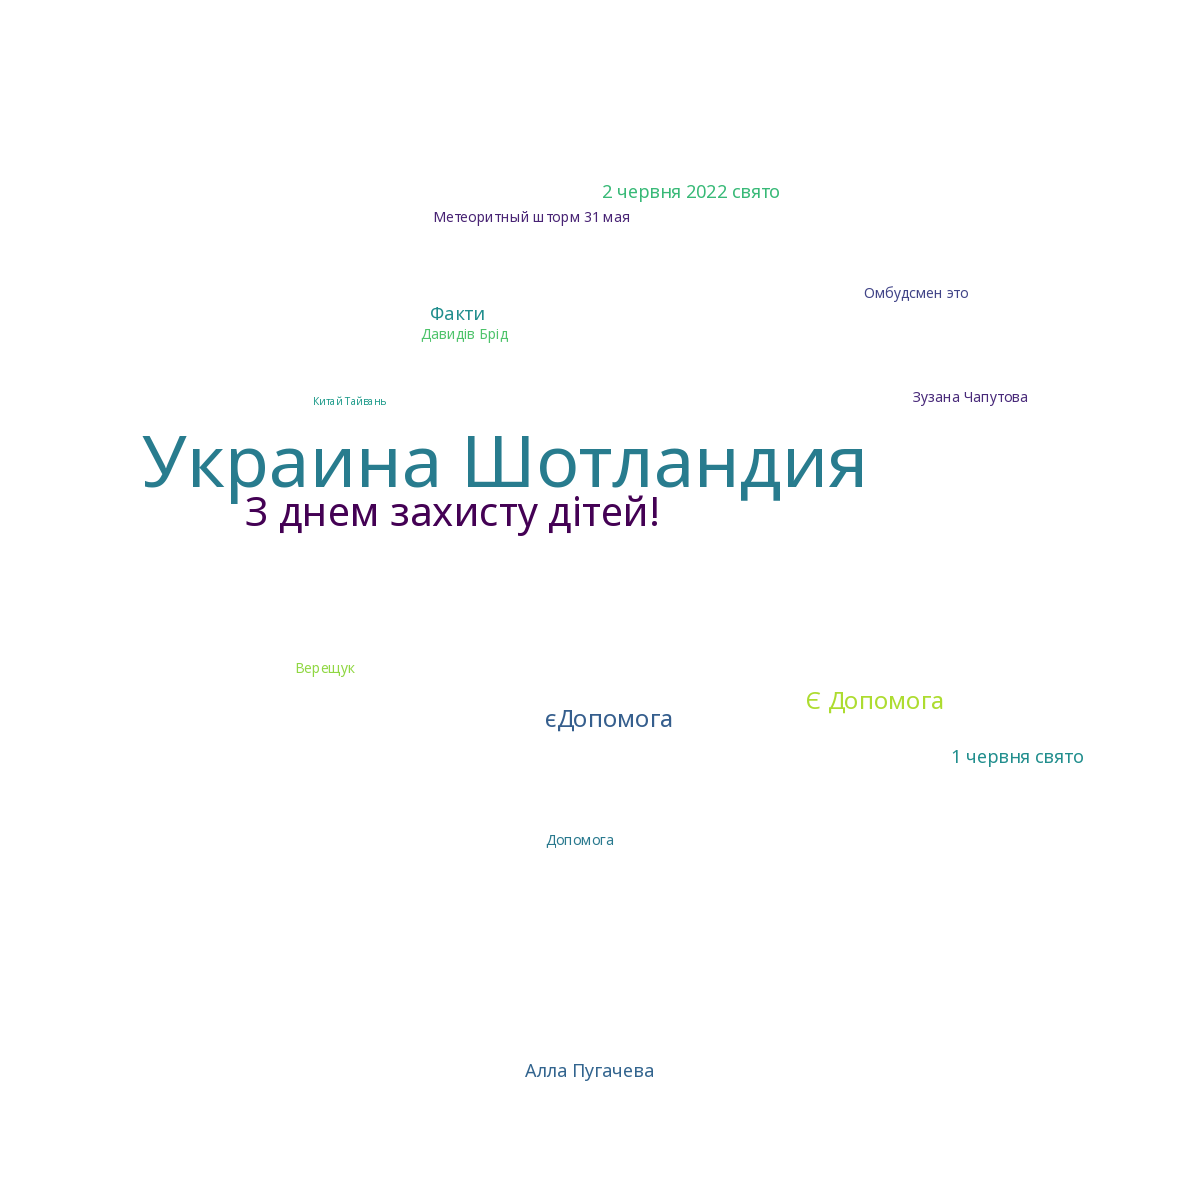 2 червня 2022 свято
Метеоритный шторм 31 мая
Омбудсмен это
Факти
Давидів Брід
Зузана Чапутова
Китай Тайвань
Украина Шотландия
З днем захисту дітей!
Верещук
Є Допомога
єДопомога
1 червня свято
Допомога
Алла Пугачева